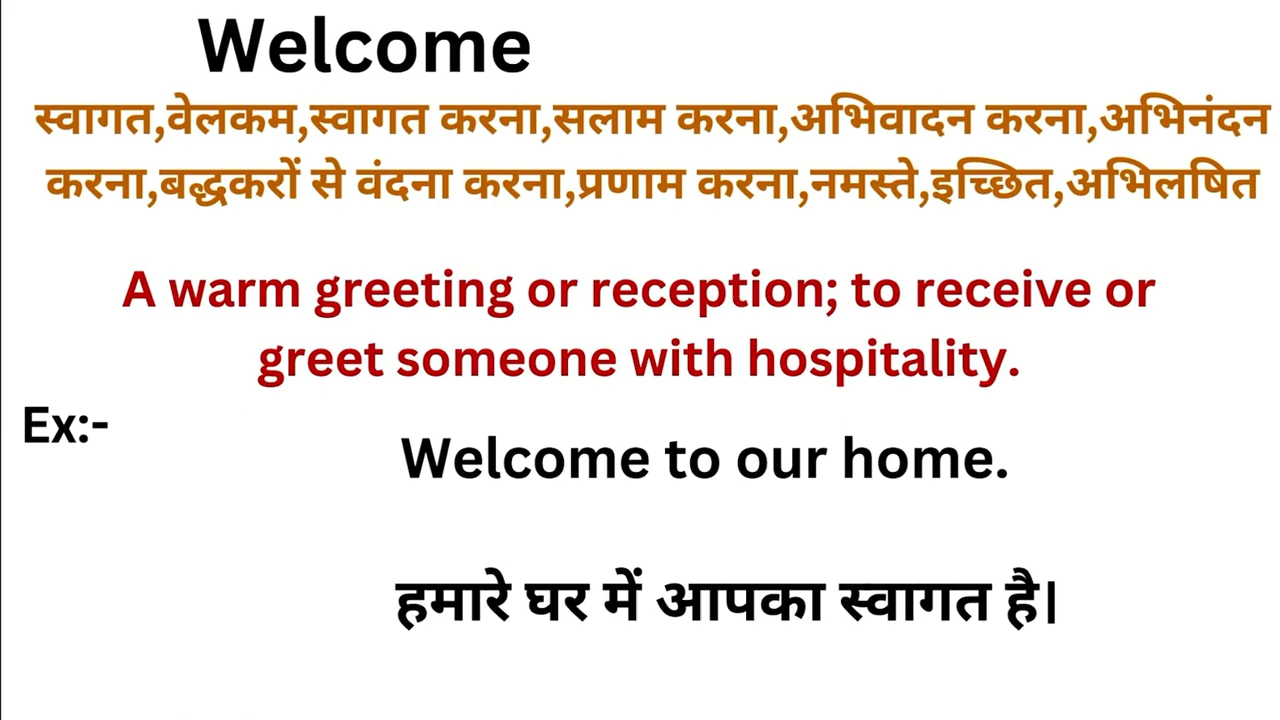 Welcome
स्वागत,वेलकम,स्वागत करना,सलाम करना,अभिवादन करना,अभिनंदन
करना,बद्धकरों से वंदना करना,प्रणाम करना,नमस्ते,इच्छित,अभिलषित
A warm greeting or reception; to receive or
greet someone with hospitality.
Ex:-
Welcome to our home.
हमारे घर में आपका स्वागत है।